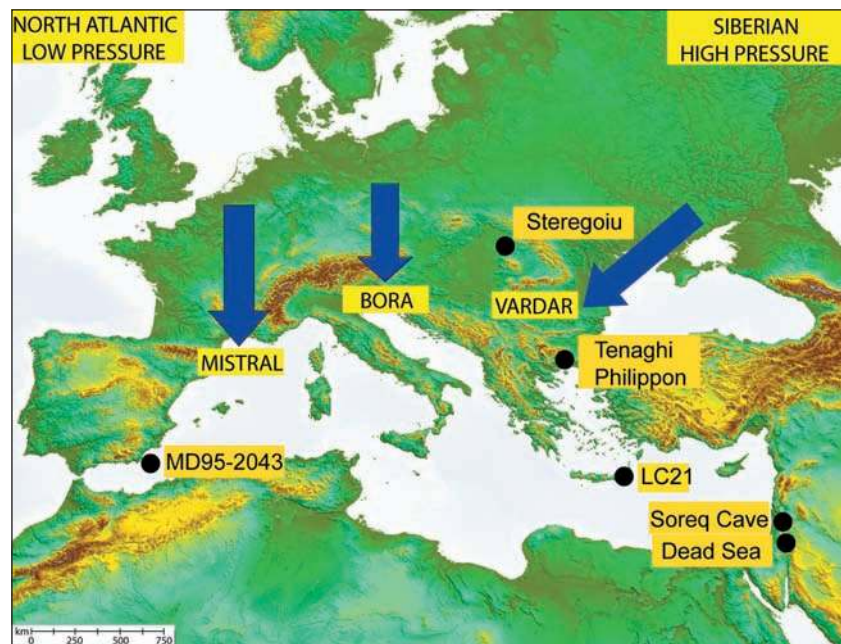 NORTH ATLANTIC
LOW PRESSURE
SIBERIAN
HIGH PRESSURE
Steregoiu
BORA
VARDAR
MISTRAL
Tenaghi
Philippon
MD95-2043
LC21
Soreq Cave
Dead Sea
km
0 250 500 750